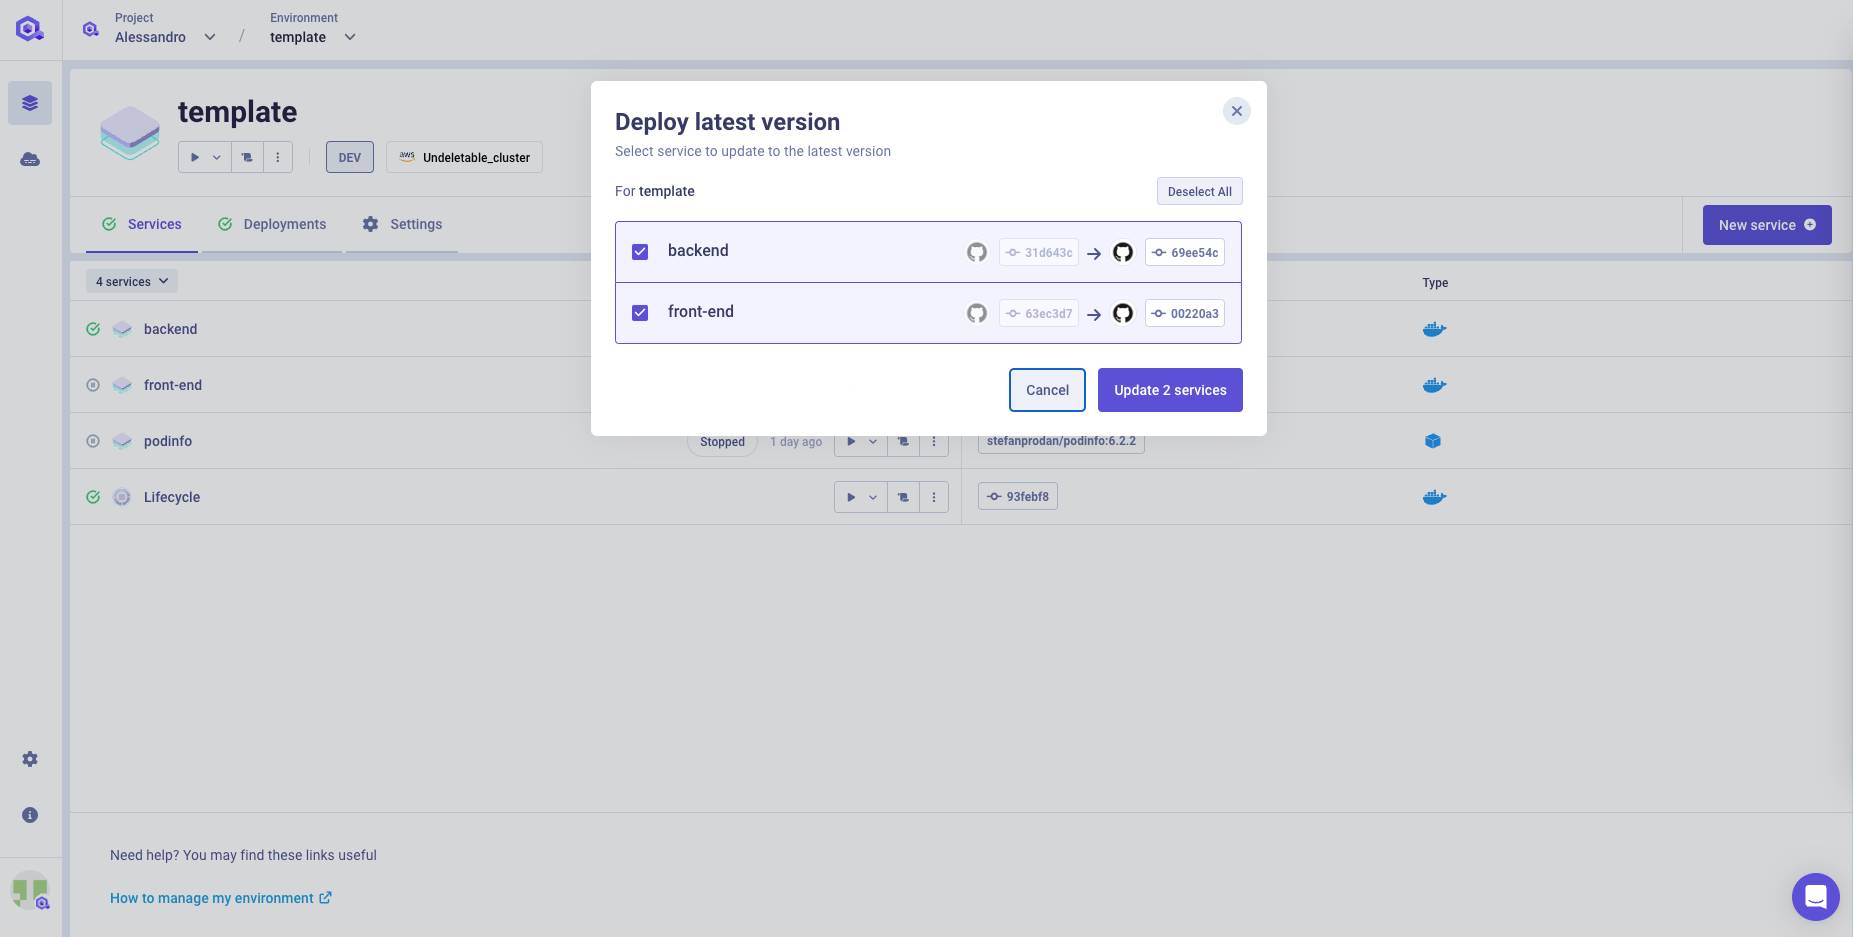 Project
Alessandro
/
Environment
template
template
DEV
aws Undeletable_cluster
Services
Deployments
Settings
New service
4 services
Type
backend
front-end
podinfo
Stopped
1 day ago
stefanprodan/podinfo:6.2.2
Lifecycle
93febf8
Deploy latest version
Select service to update to the latest version
For template
Deselect All
backend
31d643c
69ee54c
front-end
63ec3d7
00220a3
Cancel
Update 2 services
Need help? You may find these links useful
How to manage my environment